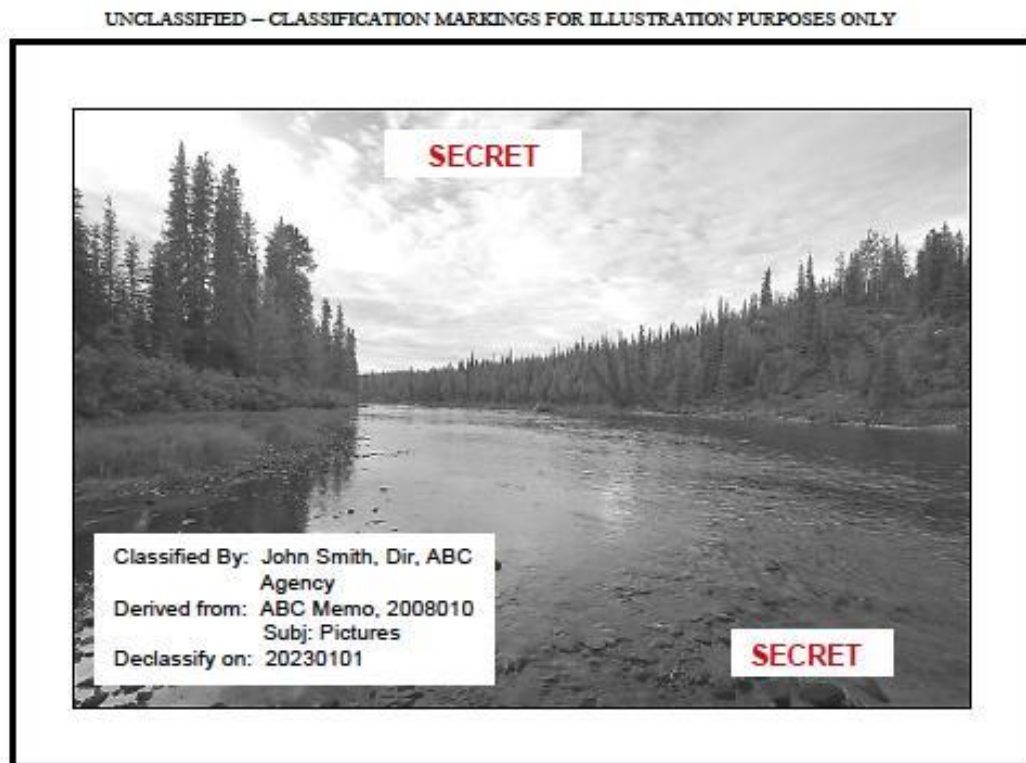 UNCLASSIFIED – CLASSIFICATION MARKINGS FOR ILLUSTRATION PURPOSES ONLY
SECRET
Classified By: John Smith, Dir, ABC
Agency
Derived from: ABC Memo, 2008010
Subj: Pictures
Declassify on: 20230101
SECRET